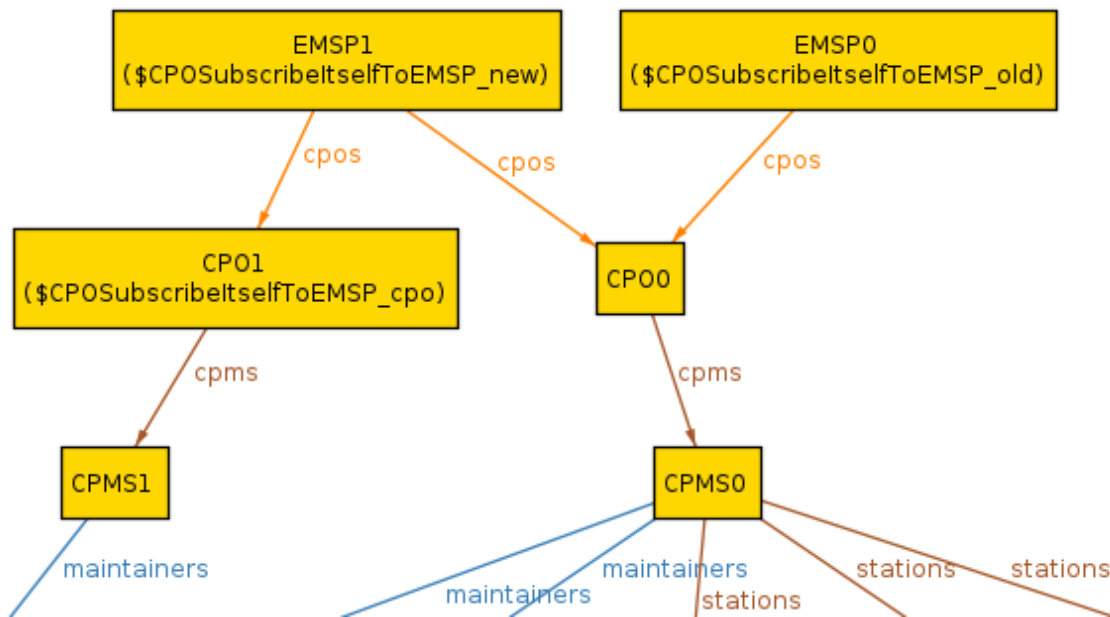 EMSP1
($CPOSubscribeItselfToEMSP_new)
EMSP0
($CPOSubscribeItselfToEMSP_old)
cpos
cpos
cpos
CPO1
($CPOSubscribeItselfToEMSP_cpo)
CPO0
cpms
cpms
CPMS1
CPMS0
maintainers
maintainers
maintainers
stations
stations
stations